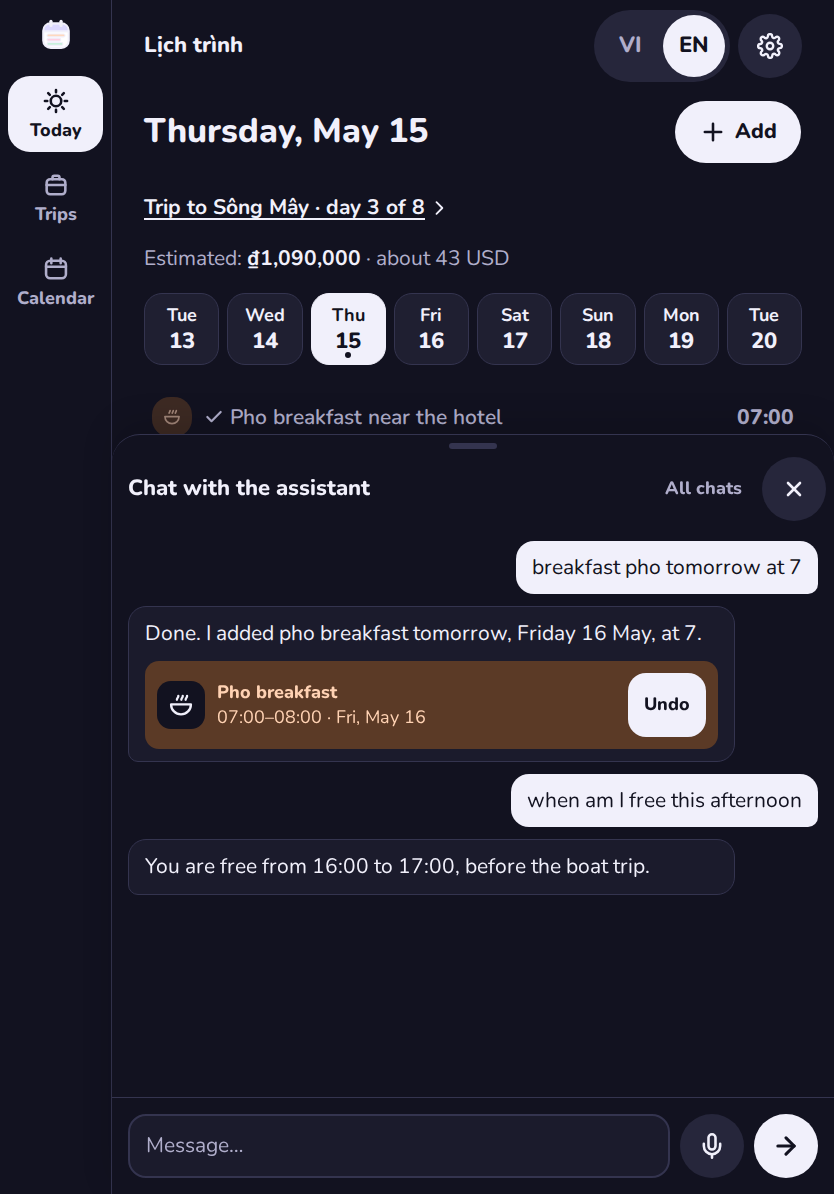 Lịch trình
VI
EN
Today
Trips
Calendar
Thursday, May 15
Add
Trip to Sông Mây · day 3 of 8
Estimated: ₫1,090,000 · about 43 USD
Tue
13
Wed
14
Thu
15
Fri
16
Sat
17
Sun
18
Mon
19
Tue
20
Pho breakfast near the hotel
07:00
Chat with the assistant
All chats
breakfast pho tomorrow at 7
Done. I added pho breakfast tomorrow, Friday 16 May, at 7.
Pho breakfast
07:00–08:00 · Fri, May 16
Undo
when am I free this afternoon
You are free from 16:00 to 17:00, before the boat trip.
Message...